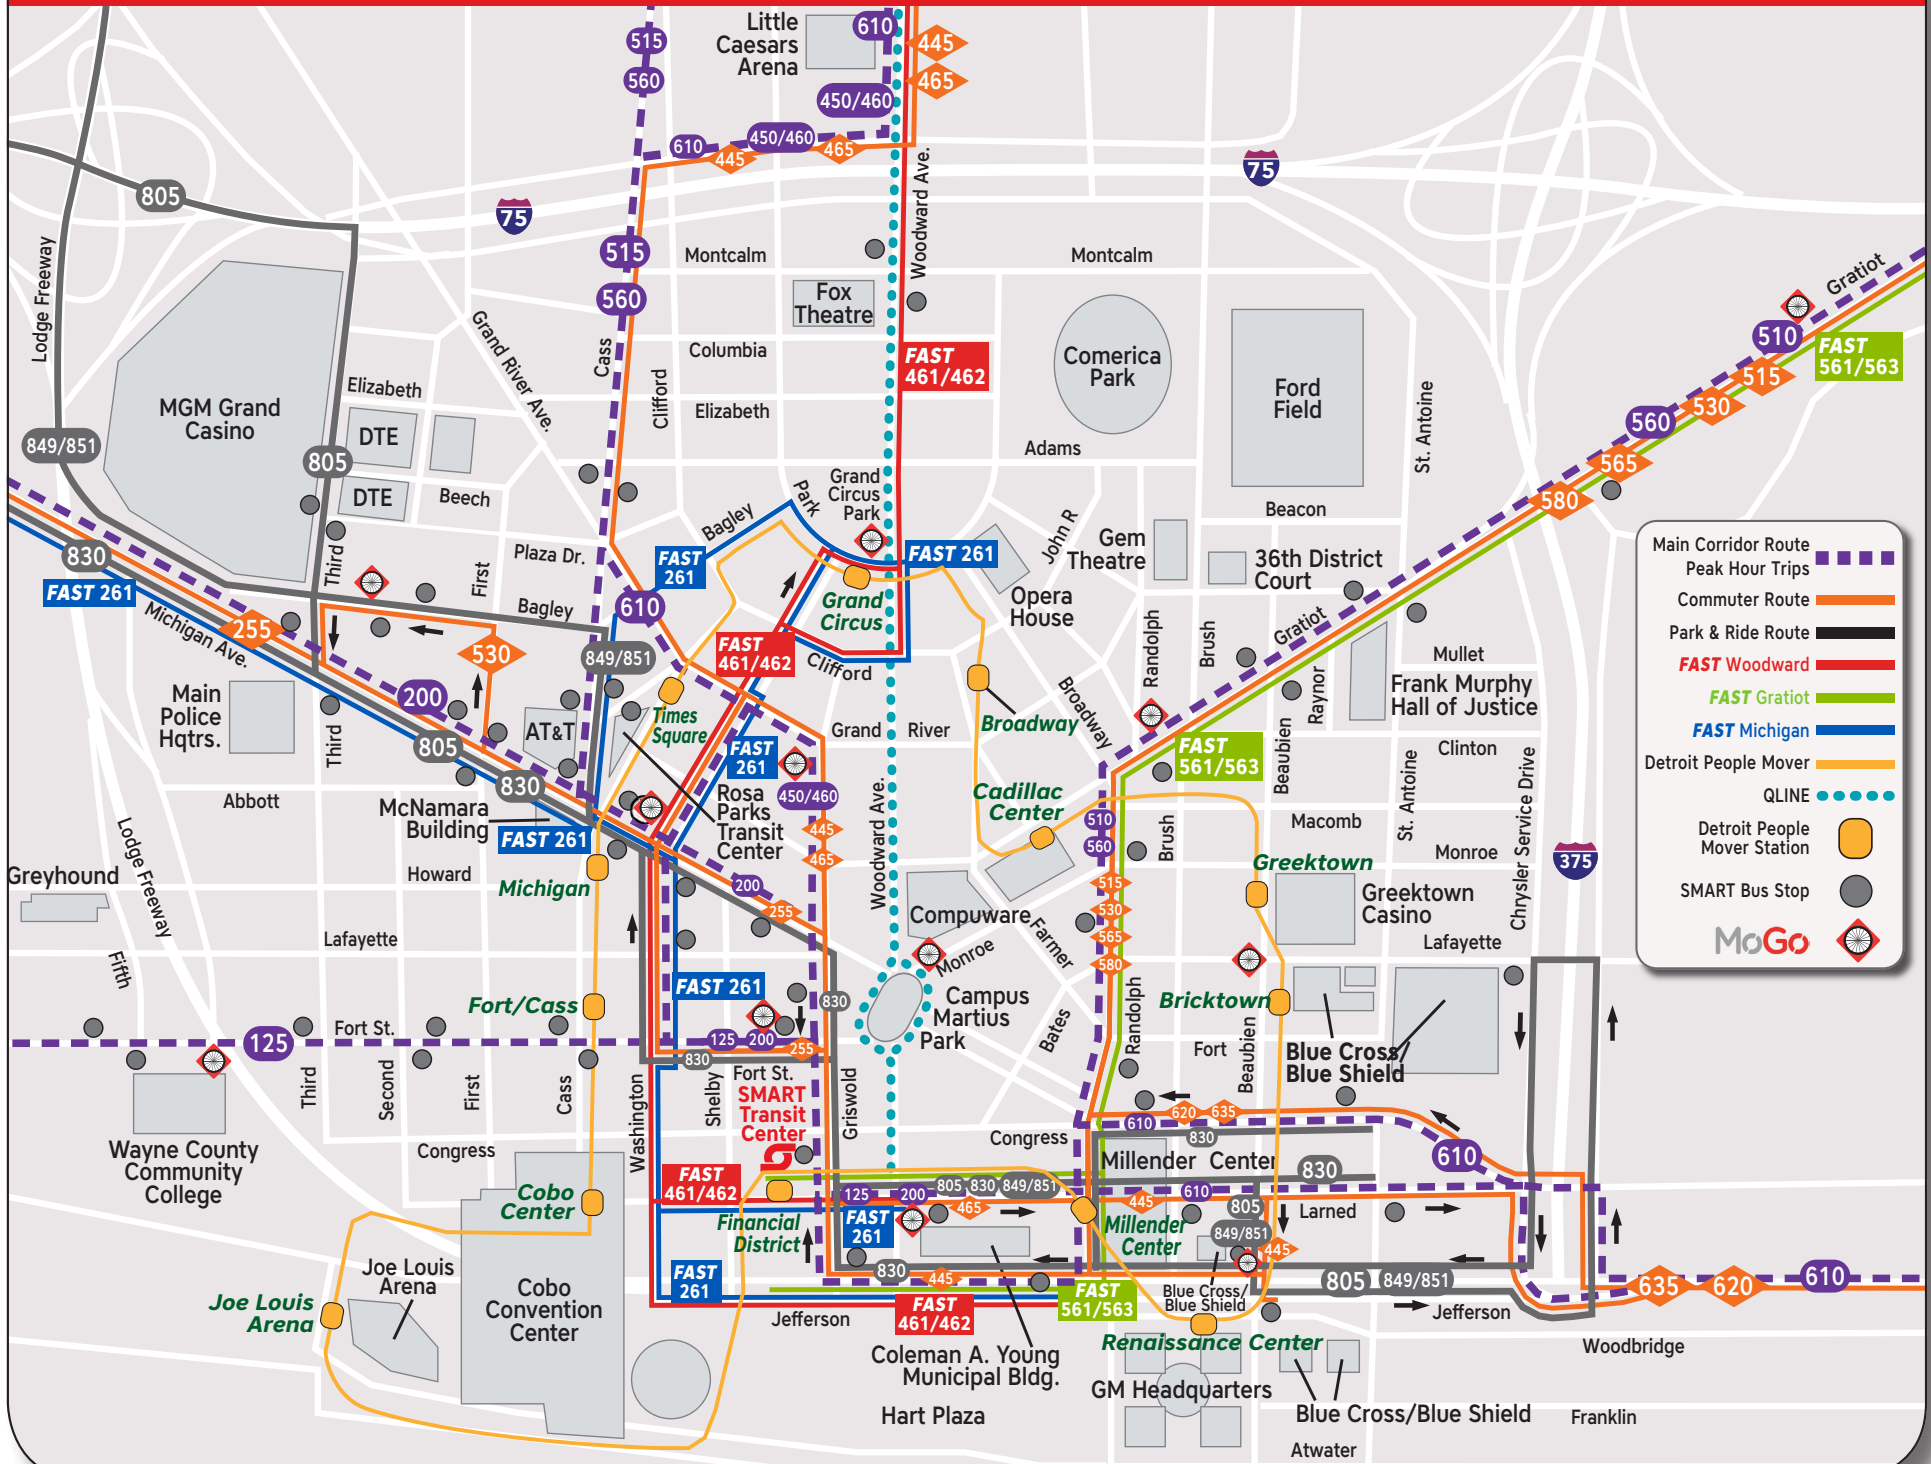 Little
Caesars
Arena
610
445
515
560
465
450/460
610
450/460
445
465
75
75
805
Lodge Freeway
515
560
Montcalm
Montcalm
Woodward Ave.
Gratiot
Fox
Theatre
Grand River Ave.
Cass
Columbia
FAST
461/462
Comerica
Park
Ford
Field
510
FAST
561/563
515
530
560
565
580
Elizabeth
Clifford
Elizabeth
MGM Grand
Casino
DTE
DTE
Beech
849/851
805
Adams
St. Antoine
Grand
Circus
Park
Park
Bagley
Beacon
John R
Gem
Theatre
36th District
Court
Opera
House
830
FAST 261
Third
First
Plaza Dr.
Bagley
FAST
261
FAST 261
Grand
Circus
610
Michigan Ave.
255
530
849/851
FAST
461/462
Clifford
Randolph
Brush
Gratiot
Mullet
Raynor
Frank Murphy
Hall of Justice
Main
Police
Hqtrs.
200
Third
AT&T
Times
Square
Broadway
Broadway
Grand River
805
830
FAST
261
FAST
561/563
Beaubien
Clinton
St. Antoine
Chrysler Service Drive
Abbott
McNamara
Building
FAST 261
Rosa
Parks
Transit
Center
450/460
445
465
Woodward Ave.
Cadillac
Center
510
560
Brush
Macomb
Monroe
375
Greyhound
Lodge Freeway
Howard
Michigan
200
255
515
530
565
580
Greektown
Greektown
Casino
Compuware
Monroe
Farmer
Lafayette
Lafayette
Fifth
FAST 261
Fort/Cass
830
Campus
Martius
Park
Bates
Randolph
Bricktown
Fort
Beaubien
Blue Cross/
Blue Shield
125
Fort St.
125
200
255
830
Fort St.
Third
Second
First
Cass
Washington
Shelby
Griswold
SMART
Transit
Center
Wayne County
Community
College
Congress
Congress
620
635
610
830
610
Millender Center
830
Cobo
Center
FAST
461/462
805
830
849/851
125
200
465
445
610
805
Larned
Financial
District
FAST
261
Millender
Center
849/851
445
Joe Louis
Arena
Joe Louis
Arena
Cobo
Convention
Center
FAST
261
830
445
FAST
561/563
Blue Cross/
Blue Shield
805
849/851
635
620
610
Jefferson
FAST
461/462
Jefferson
Renaissance Center
Woodbridge
Coleman A. Young
Municipal Bldg.
GM Headquarters
Hart Plaza
Blue Cross/Blue Shield
Franklin
Atwater
Main Corridor Route
Peak Hour Trips
Commuter Route
Park & Ride Route
FAST Woodward
FAST Gratiot
FAST Michigan
Detroit People Mover
QLINE
Detroit People
Mover Station
SMART Bus Stop
MoGo